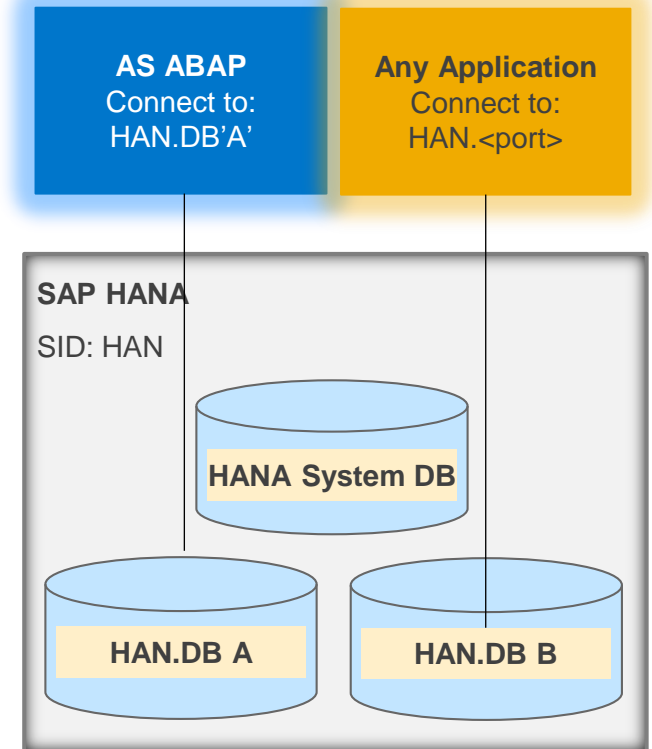 AS ABAP
Connect to:
HAN.DB’A’
Any Application
Connect to:
HAN.<port>
SAP HANA
SID: HAN
HANA System DB
HAN.DB A
HAN.DB B